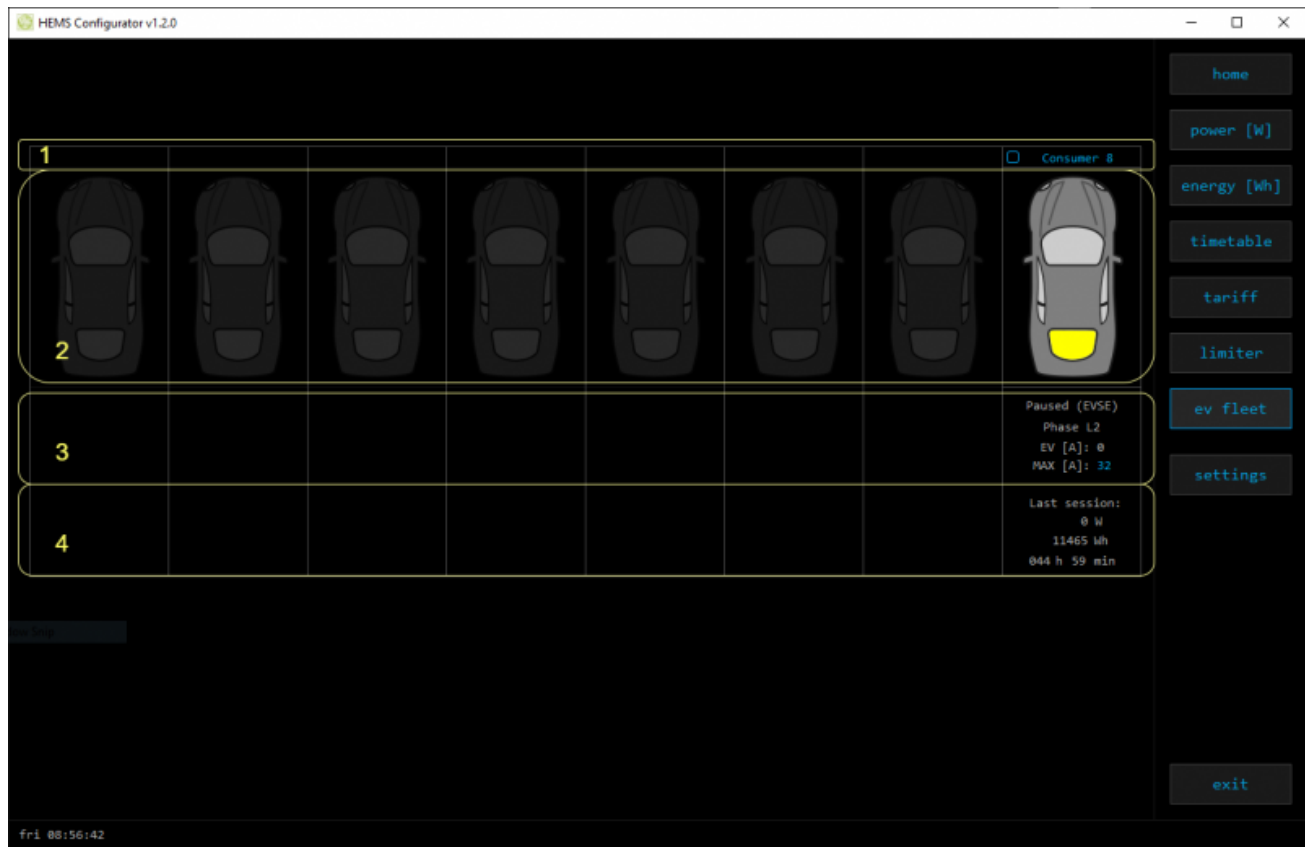 HEMS Configurator v1.2.0
home
power [W]
energy [Wh]
timetable
tariff
limiter
ev fleet
settings
exit
1
Consumer 8
2
3
Paused (EVSE)
Phase L2
EV [A]: 0
MAX [A]: 32
4
Last session:
0 W
11465 Wh
044 h 59 min
fri 08:56:42